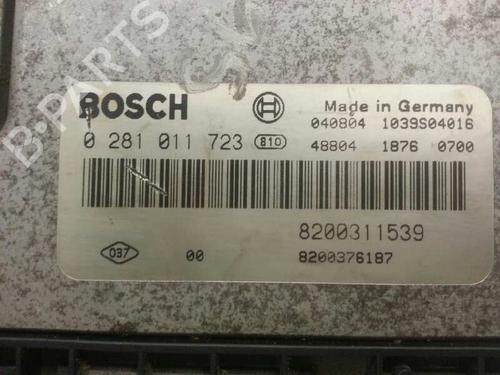 B-PARTS
BOSCH
Made in Germany
040804 1039S04016
0 281 011 723 810
48804 1876 0700
8200311539
037 00 8200376187